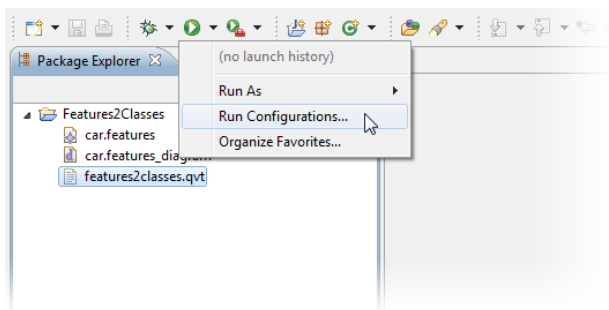 (no launch history)
Package Explorer
Run As
Run Configurations...
Organize Favorites...
Features2Classes
car.features
car.features_diagram
features2classes.qvt